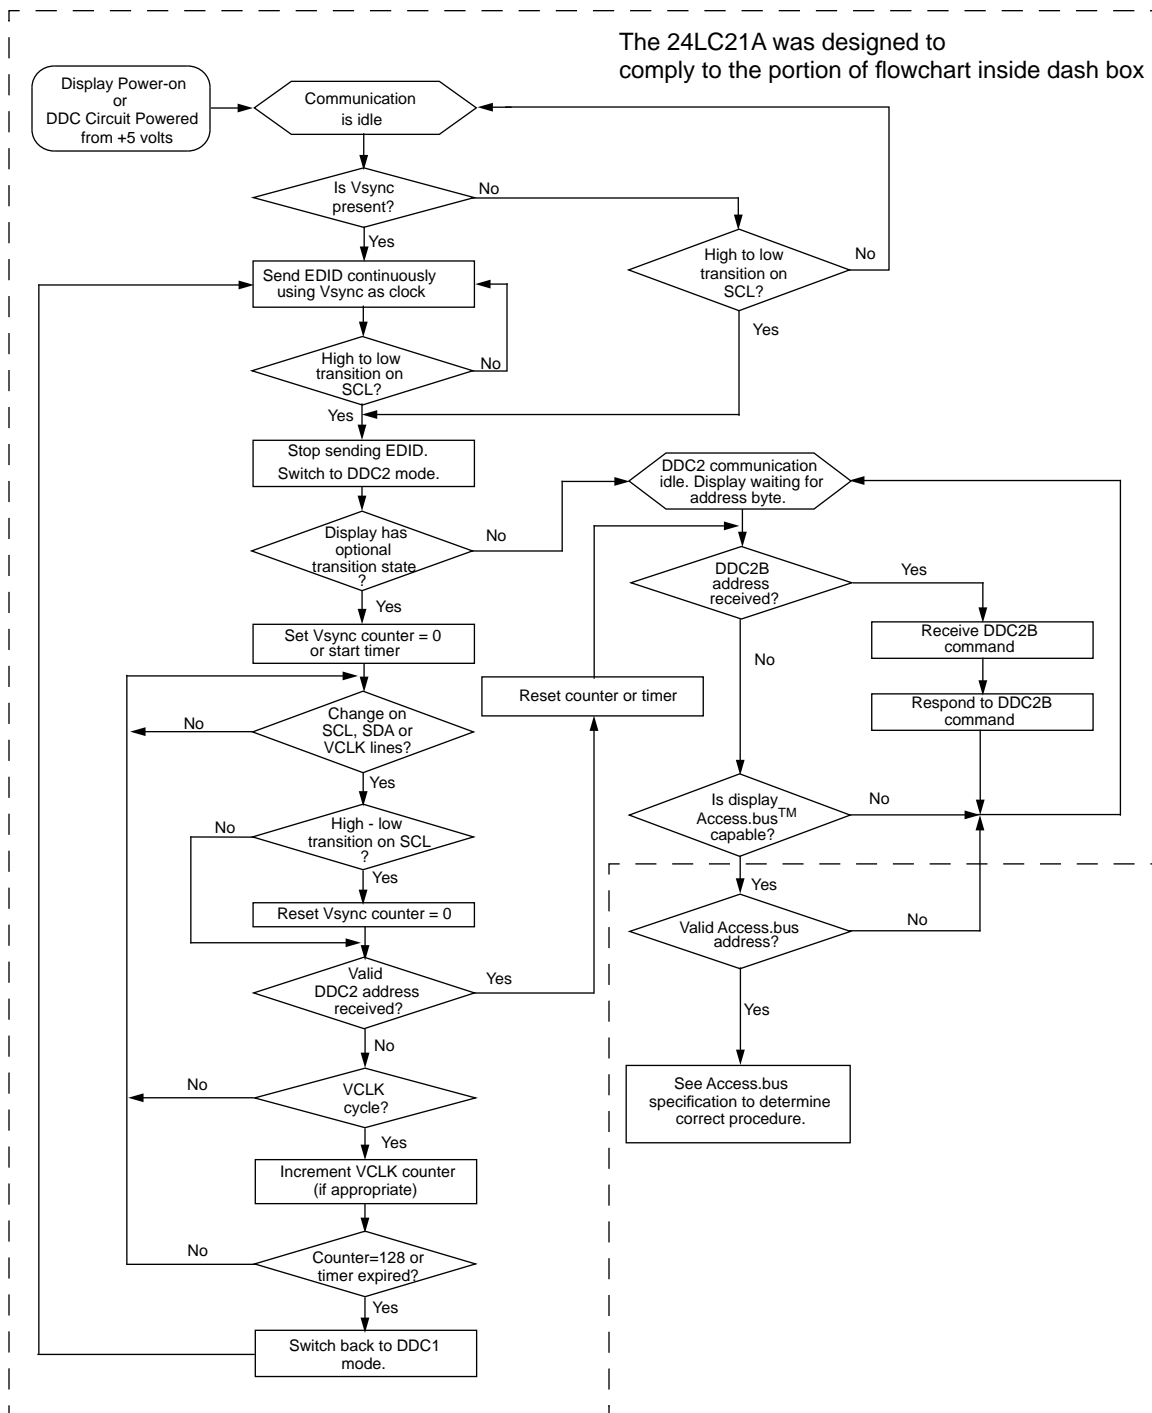 The 24LC21A was designed to
comply to the portion of flowchart inside dash box
Display Power-on
or
DDC Circuit Powered
from +5 volts
Communication
is idle
Is Vsync
present?
No
Yes
High to low
transition on
SCL?
No
Yes
Send EDID continuously
using Vsync as clock
High to low
transition on
SCL?
No
Yes
Stop sending EDID.
Switch to DDC2 mode.
Display has
optional
transition state
?
No
Yes
Set Vsync counter = 0
or start timer
Change on
SCL, SDA or
VCLK lines?
No
Yes
High - low
transition on SCL
?
No
Yes
Reset Vsync counter = 0
Valid
DDC2 address
received?
Yes
No
VCLK
cycle?
No
Yes
Increment VCLK counter
(if appropriate)
Counter=128 or
timer expired?
No
Yes
Switch back to DDC1
mode.
Reset counter or timer
DDC2 communication
idle. Display waiting for
address byte.
DDC2B
address
received?
Yes
No
Receive DDC2B
command
Respond to DDC2B
command
Is display
Access.bus™
capable?
No
Yes
Valid Access.bus
address?
No
Yes
See Access.bus
specification to determine
correct procedure.